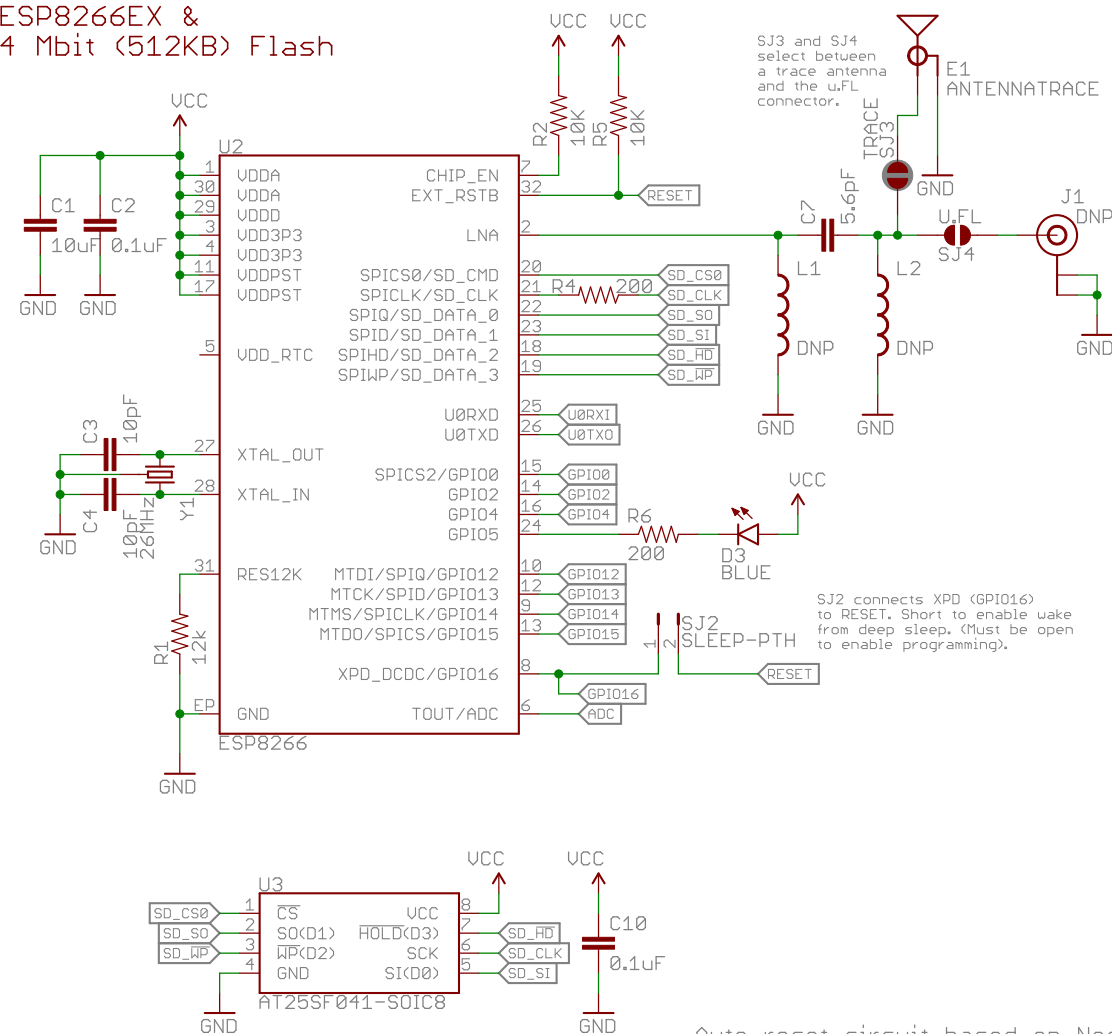 ESP8266EX &
4 Mbit (512KB) Flash
VCC
VCC
VCC
SJ3 and SJ4
select between
a trace antenna
and the u.FL
connector.
E1
ANTENNATRACE
TRACE
SJ3
GND
R2
10K
R5
10K
U2
C1
10uF
C2
0.1uF
GND
GND
1 VDDA
30 VDDA
29 VDDD
3 VDD3P3
4 VDD3P3
11 VDDPST
17 VDDPST
5 VDD_RTC
27 XTAL_OUT
28 XTAL_IN
31 RES12K
EP GND
CHIP_EN 7
EXT_RSTB 32 RESET
LNA 2
SPICS0/SD_CMD 20 SD_CS0
SPICLK/SD_CLK 21 R4 200 SD_CLK
SPIQ/SD_DATA_0 22 SD_SO
SPID/SD_DATA_1 23 SD_SI
SPIHD/SD_DATA_2 18 SD_HD
SPIWP/SD_DATA_3 19 SD_WP
U0RXD 25 U0RXI
U0TXD 26 U0TXO
SPICS2/GPIO0 15 GPIO0
GPIO2 14 GPIO2
GPIO4 16 GPIO4
GPIO5 24
MTDI/SPIQ/GPIO12 10 GPIO12
MTCK/SPID/GPIO13 12 GPIO13
MTMS/SPICLK/GPIO14 9 GPIO14
MTDO/SPICS/GPIO15 13 GPIO15
XPD_DCDC/GPIO16 8
GPIO16
TOUT/ADC 6 ADC
ESP8266
C7
5.6pF
U.FL
SJ4
J1
DNP
GND
L1
DNP
GND
L2
DNP
GND
C3
10pF
C4
10pF
26MHz
Y1
GND
R6
200
D3
BLUE
VCC
R1
12k
GND
SJ2
SLEEP-PTH
1
2
RESET
SJ2 connects XPD (GPIO16)
to RESET. Short to enable wake
from deep sleep. (Must be open
to enable programming).
U3
VCC
VCC
SD_CS0 1 CS
SD_SO 2 SO(D1)
SD_WP 3 WP(D2)
4 GND
VCC 8
HOLD(D3) 7 SD_HD
SCK 6 SD_CLK
SI(D0) 5 SD_SI
AT25SF041-SOIC8
GND
C10
0.1uF
GND